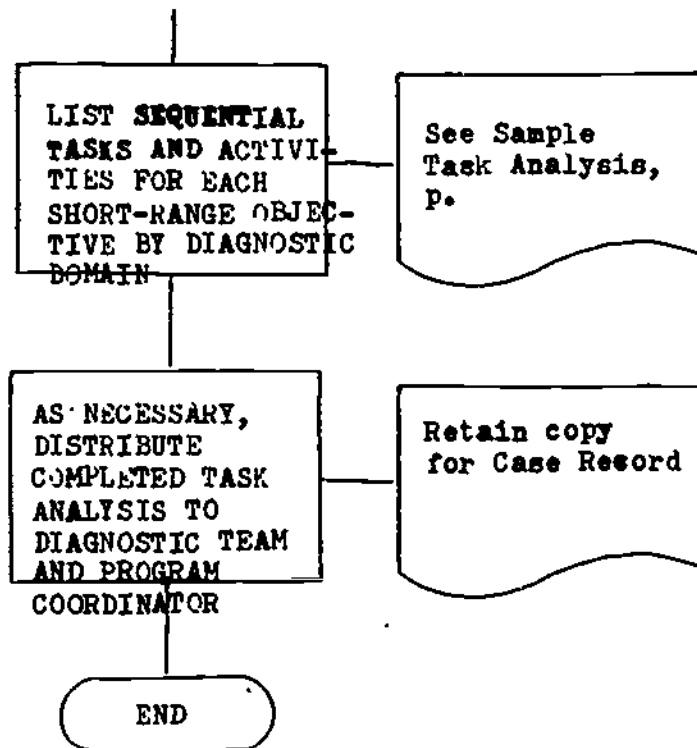 LIST SEQUENTIAL
TASKS AND ACTIVI-
TIES FOR EACH
SHORT-RANGE OBJEC-
TIVE BY DIAGNOSTIC
DOMAIN
See Sample
Task Analysis,
p.
AS NECESSARY,
DISTRIBUTE
COMPLETED TASK
ANALYSIS TO
DIAGNOSTIC TEAM
AND PROGRAM
COORDINATOR
Retain copy
for Case Record
END